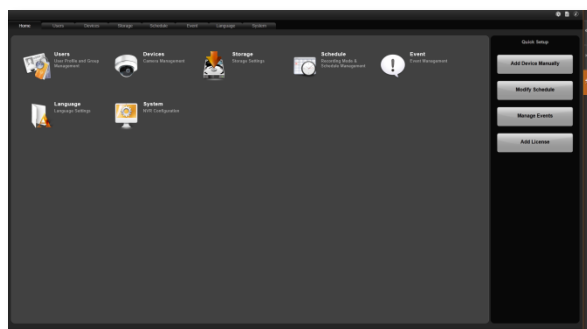 Home Users Devices Storage Schedule Event Language System
Quick Setup
Users
User Profile and Group
Management
Devices
Camera Management
Storage
Storage Settings
Schedule
Recording Mode &
Schedule Management
Event
Event Management
Language
Language Settings
System
NVR Configuration
Add Device Manually
Modify Schedule
Manage Events
Add License